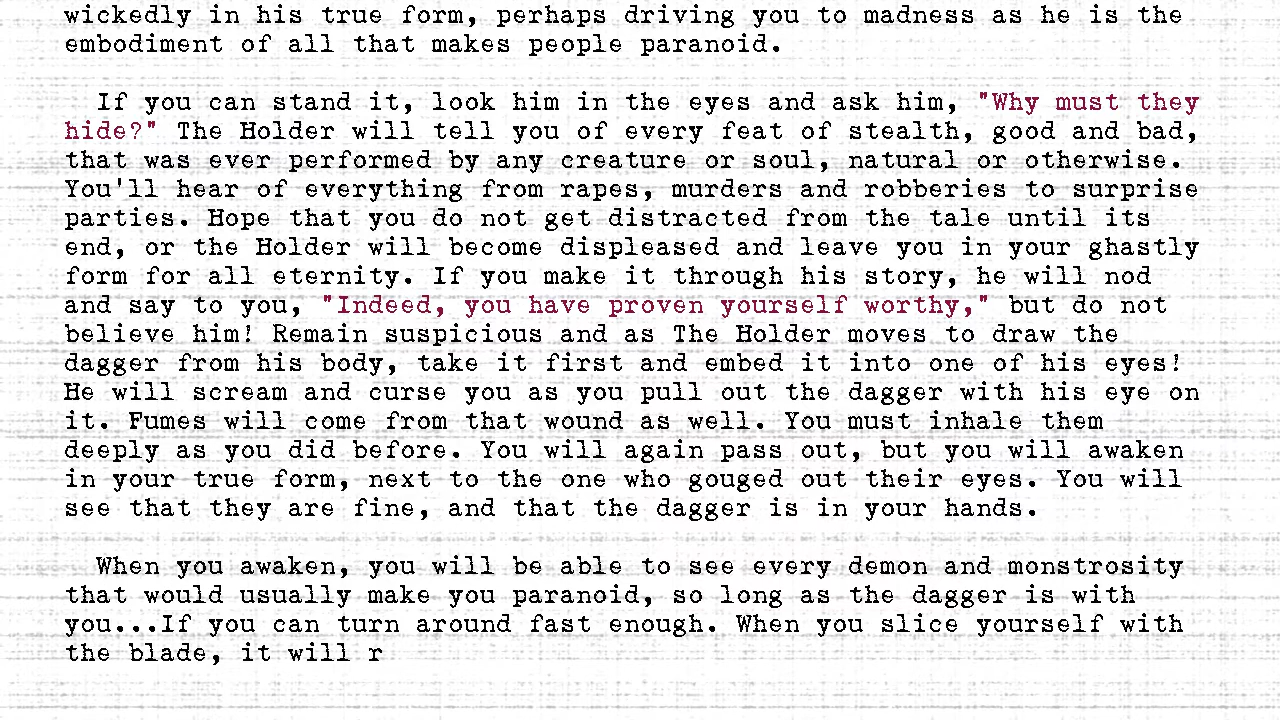 wickedly in his true form, perhaps driving you to madness as he is the
embodiment of all that makes people paranoid.
If you can stand it, look him in the eyes and ask him, "Why must they
hide?" The Holder will tell you of every feat of stealth, good and bad,
that was ever performed by any creature or soul, natural or otherwise.
You'll hear of everything from rapes, murders and robberies to surprise
parties. Hope that you do not get distracted from the tale until its
end, or the Holder will become displeased and leave you in your ghastly
form for all eternity. If you make it through his story, he will nod
and say to you, "Indeed, you have proven yourself worthy," but do not
believe him! Remain suspicious and as The Holder moves to draw the
dagger from his body, take it first and embed it into one of his eyes!
He will scream and curse you as you pull out the dagger with his eye on
it. Fumes will come from that wound as well. You must inhale them
deeply as you did before. You will again pass out, but you will awaken
in your true form, next to the one who gouged out their eyes. You will
see that they are fine, and that the dagger is in your hands.
When you awaken, you will be able to see every demon and monstrosity
that would usually make you paranoid, so long as the dagger is with
you...If you can turn around fast enough. When you slice yourself with
the blade, it will r